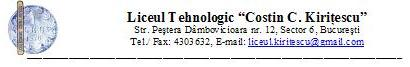 Liceul Tehnologic “Costin C. Kirițescu”
Str. Peștera Dâmbovicioara nr. 12, Sector 6, București
Tel./ Fax: 4303632, E-mail: liceul.kiritescu@gmail.com